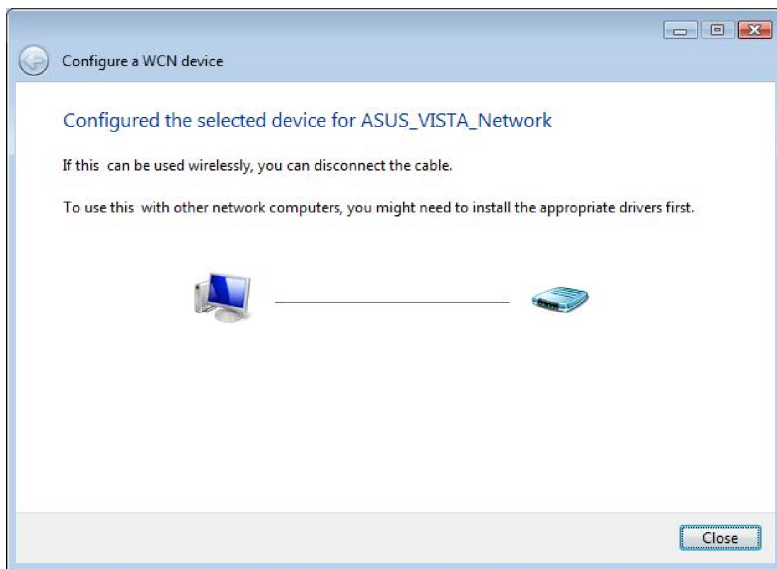 Configure a WCN device
Configured the selected device for ASUS_VISTA_Network
If this  can be used wirelessly, you can disconnect the cable.
To use this  with other network computers, you might need to install the appropriate drivers first.
Close